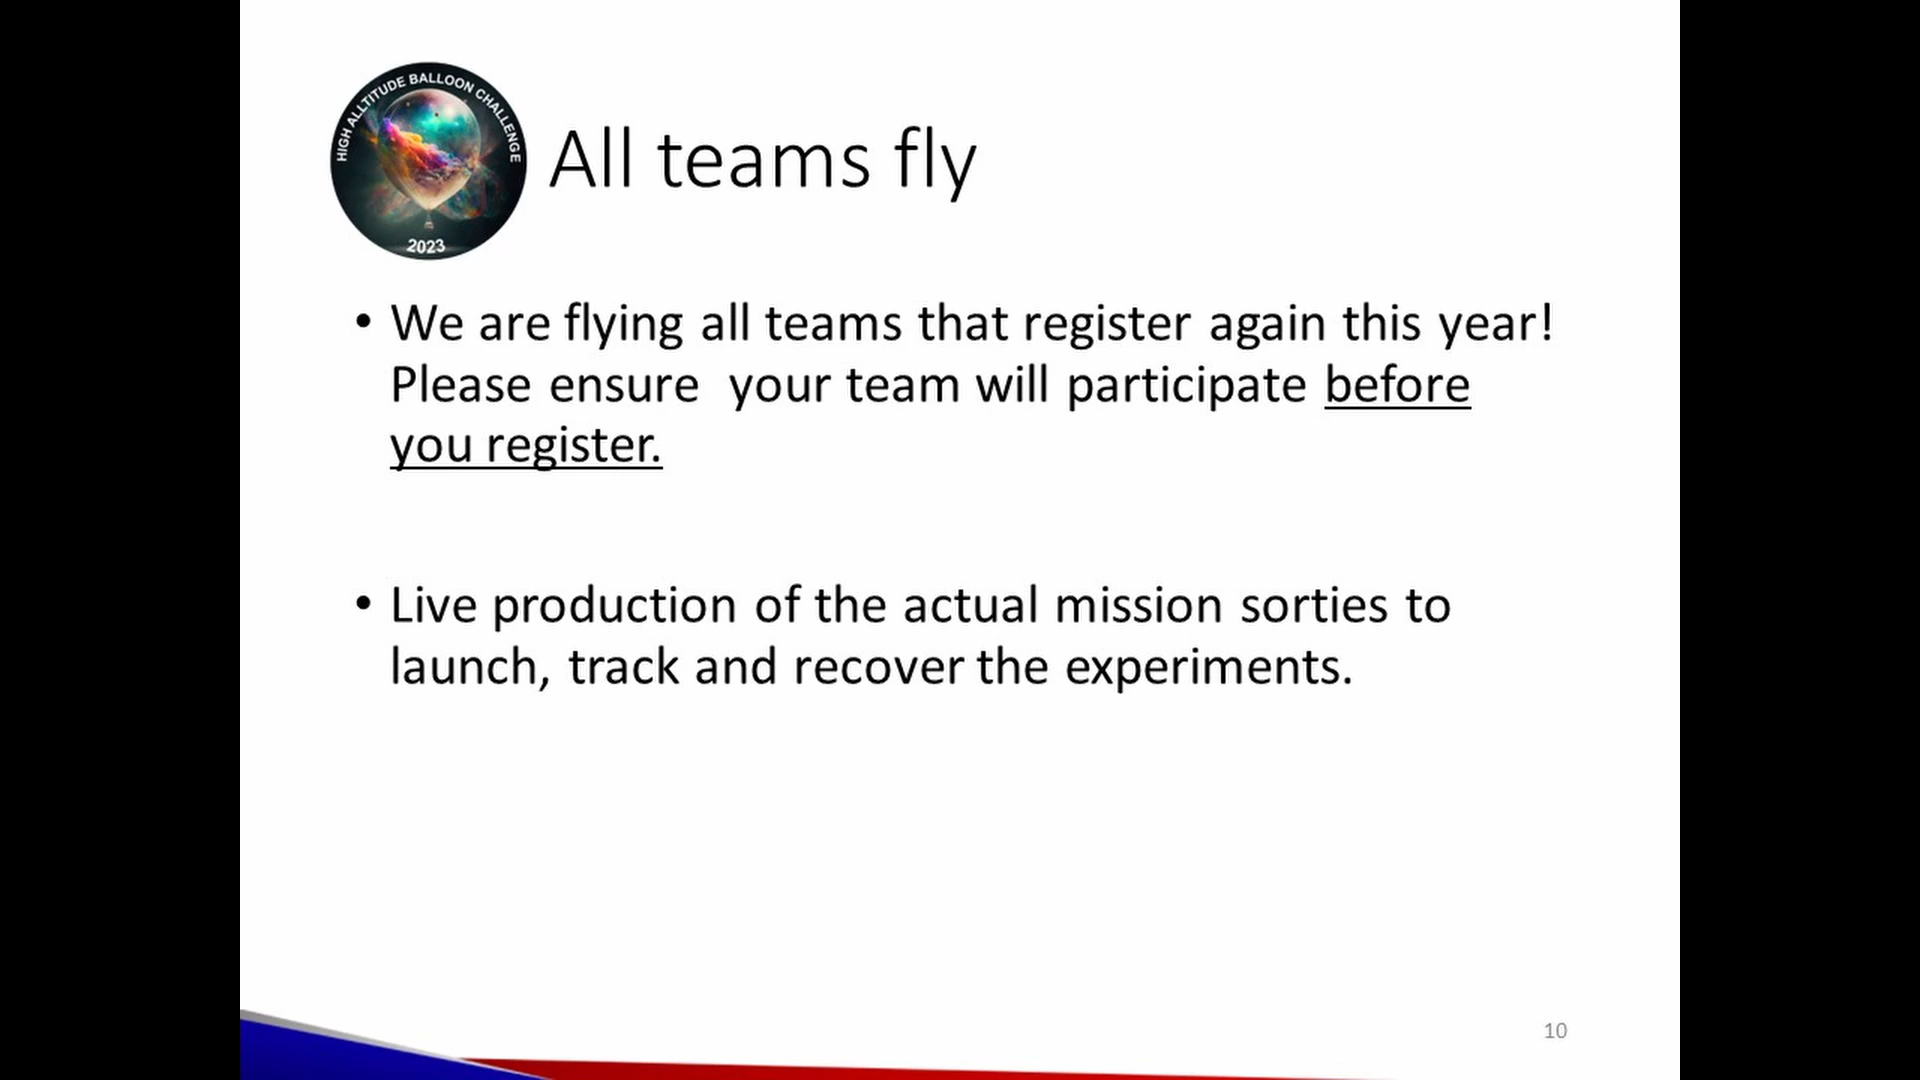 HIGH ALLTITUDE BALLOON CHALLENGE
2023
All teams fly
• We are flying all teams that register again this year!
Please ensure  your team will participate before
you register.
• Live production of the actual mission sorties to
launch, track and recover the experiments.
10